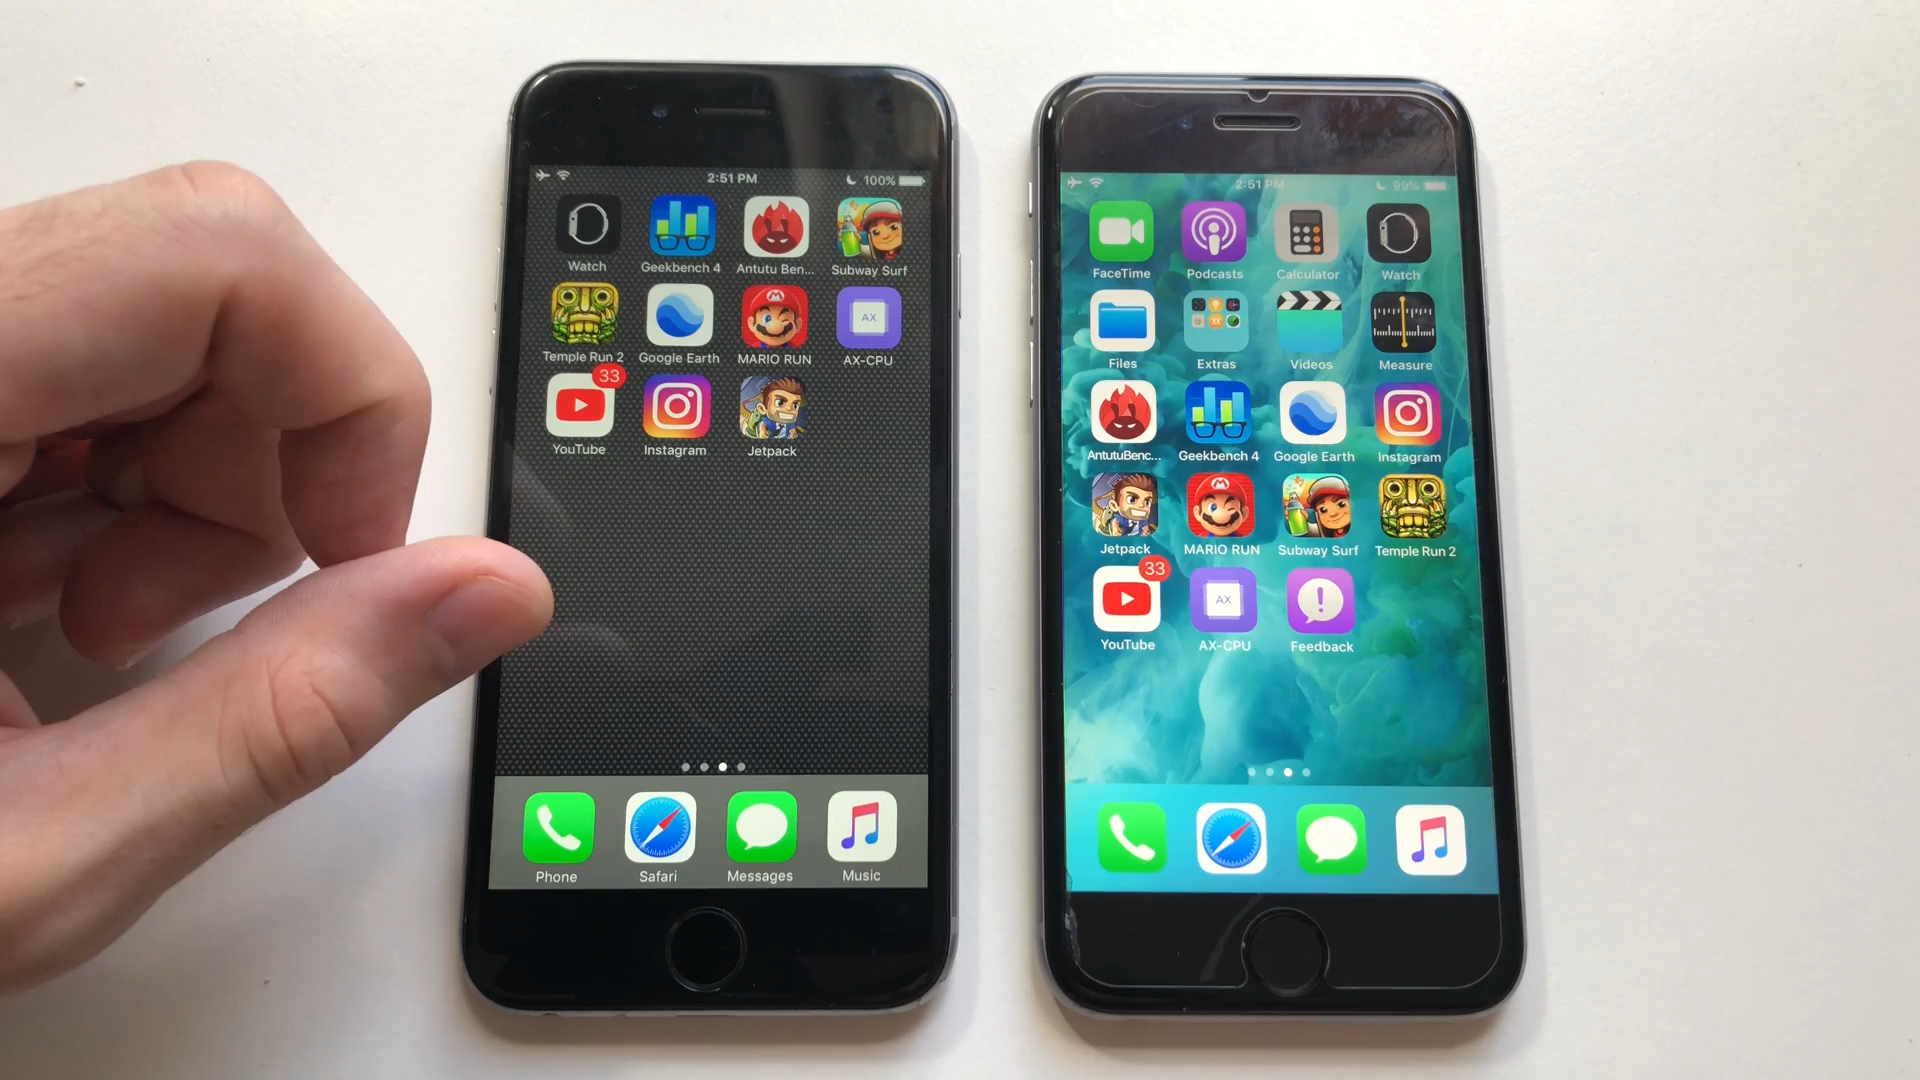 2:51 PM 100%
Watch Geekbench 4 Antutu Ben... Subway Surf
AX
Temple Run 2 Google Earth MARIO RUN AX-CPU
33
YouTube Instagram Jetpack
Phone Safari Messages Music
2:51 PM 99%
FaceTime Podcasts Calculator Watch
Files Extras Videos Measure
AntutuBenc... Geekbench 4 Google Earth Instagram
Jetpack MARIO RUN Subway Surf Temple Run 2
33
AX
YouTube AX-CPU Feedback